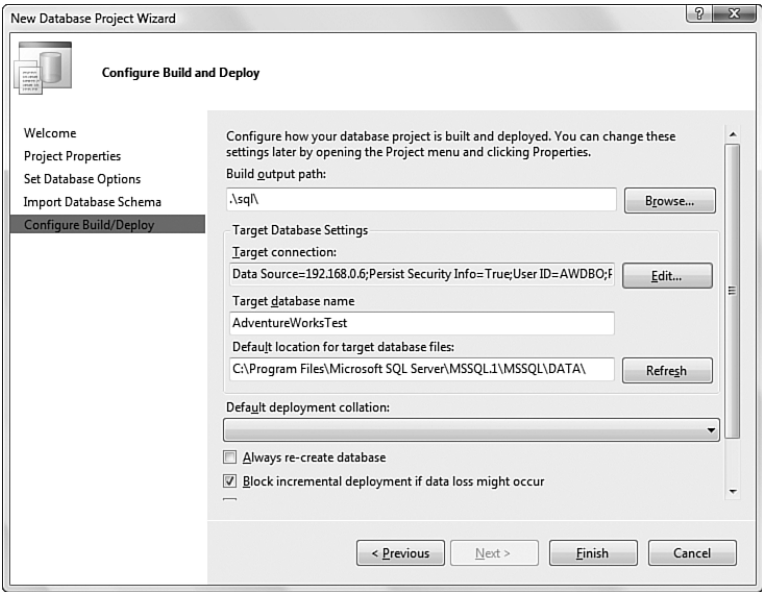 New Database Project Wizard
Configure Build and Deploy
Welcome
Project Properties
Set Database Options
Import Database Schema
Configure Build/Deploy
Configure how your database project is built and deployed. You can change these
settings later by opening the Project menu and clicking Properties.
Build output path:
.\sql\
Browse...
Target Database Settings
Target connection:
Data Source=192.168.0.6;Persist Security Info=True;User ID=AWDBO;P
Edit...
Target database name
AdventureWorksTest
Default location for target database files:
C:\Program Files\Microsoft SQL Server\MSSQL.1\MSSQL\DATA\
Refresh
Default deployment collation:
Always re-create database
Block incremental deployment if data loss might occur
< Previous
Next >
Finish
Cancel